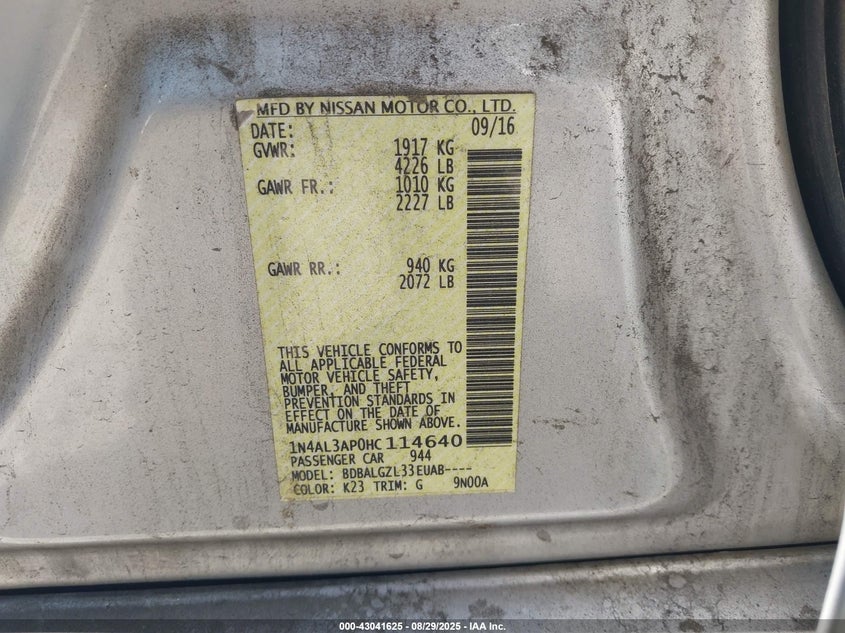 MFD BY NISSAN MOTOR CO., LTD.
DATE: 09/16
GVWR: 1917 KG
4226 LB
GAWR FR.: 1010 KG
2227 LB
GAWR RR.: 940 KG
2072 LB
THIS VEHICLE CONFORMS TO
ALL APPLICABLE FEDERAL
MOTOR VEHICLE SAFETY,
BUMPER, AND THEFT
PREVENTION STANDARDS IN
EFFECT ON THE DATE OF
MANUFACTURE SHOWN ABOVE.
1N4AL3AP0HC114640
PASSENGER CAR 944
MODEL: BDBALGZL33EUAB----
COLOR: K23 TRIM: G 9N00A
000-43041625 - 08/29/2025 - IAA Inc.